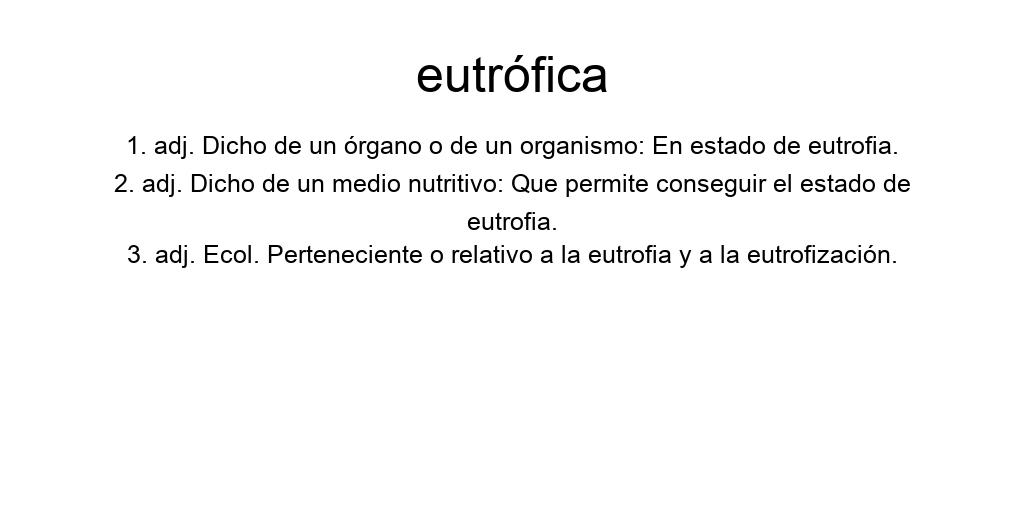 eutrófica
1. adj. Dicho de un órgano o de un organismo: En estado de eutrofia.
2. adj. Dicho de un medio nutritivo: Que permite conseguir el estado de
eutrofia.
3. adj. Ecol. Perteneciente o relativo a la eutrofia y a la eutrofización.